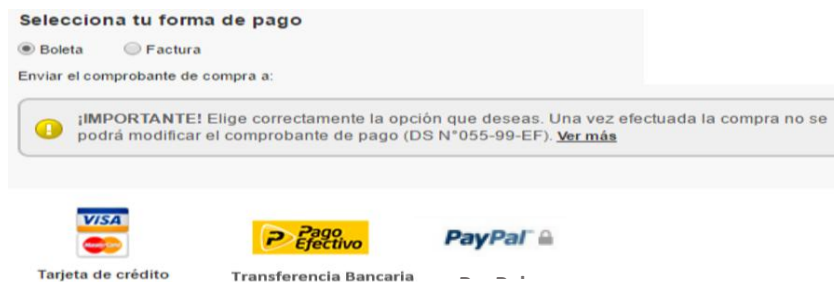 Selecciona tu forma de pago
Boleta Factura
Enviar el comprobante de compra a:
¡IMPORTANTE! Elige correctamente la opción que deseas. Una vez efectuada la compra no se
podrá modificar el comprobante de pago (DS N°055-99-EF). Ver más
VISA
MasterCard
Pago
Efectivo
PayPal
Tarjeta de crédito Transferencia Bancaria